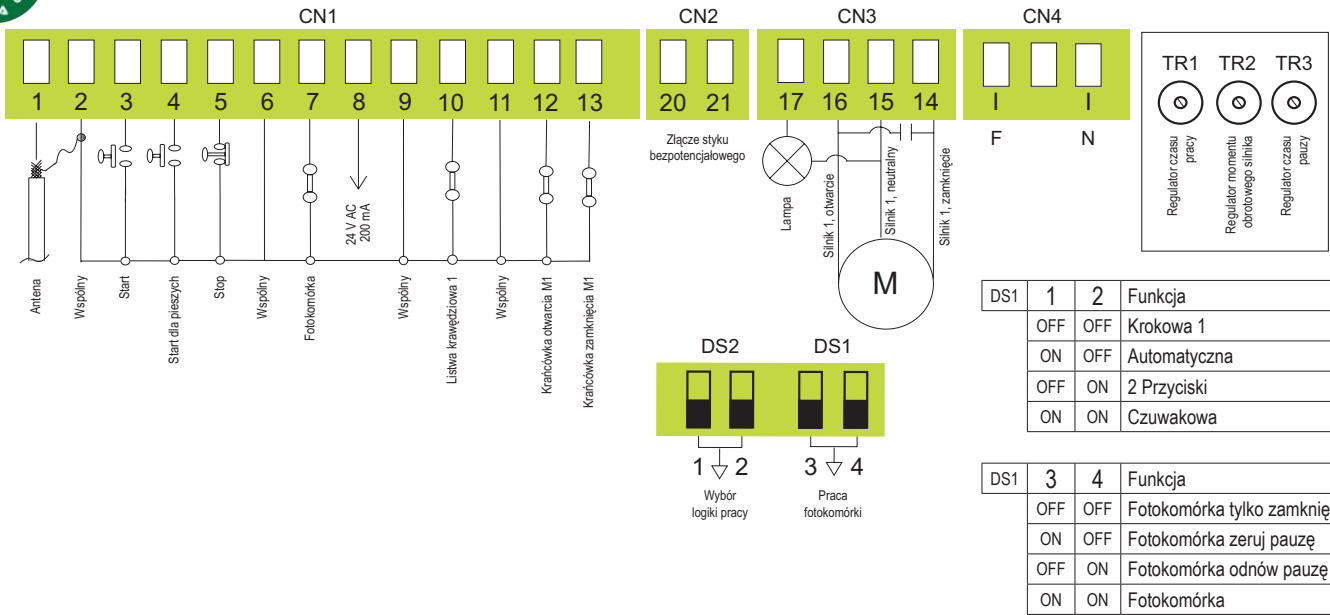 CN1
CN2
CN3
CN4
1 2 3 4 5 6 7 8 9 10 11 12 13
20 21
17 16 15 14
I I
F N
Antena
Wspólny
Start
Start dla pieszych
Stop
Wspólny
Fotokomórka
24 V AC
200 mA
Wspólny
Listwa krawędziowa 1
Wspólny
Krańcówka otwarcia M1
Krańcówka zamknięcia M1
Złącze styku
bezpotencjałowego
Lampa
Silnik 1, otwarcie
Silnik 1, neutralny
Silnik 1, zamknięcie
M
TR1 TR2 TR3
Regulator czasu
pracy
Regulator momentu
obrotowego silnika
Regulator czasu
pauzy
DS2 DS1
1 2
3 4
Wybór
logiki pracy
Praca
fotokomórki
DS1 1 2 Funkcja
OFF OFF Krokowa 1
ON OFF Automatyczna
OFF ON 2 Przyciski
ON ON Czuwakowa
DS1 3 4 Funkcja
OFF OFF Fotokomórka tylko zamknię
ON OFF Fotokomórka zeruj pauzę
OFF ON Fotokomórka odnów pauzę
ON ON Fotokomórka